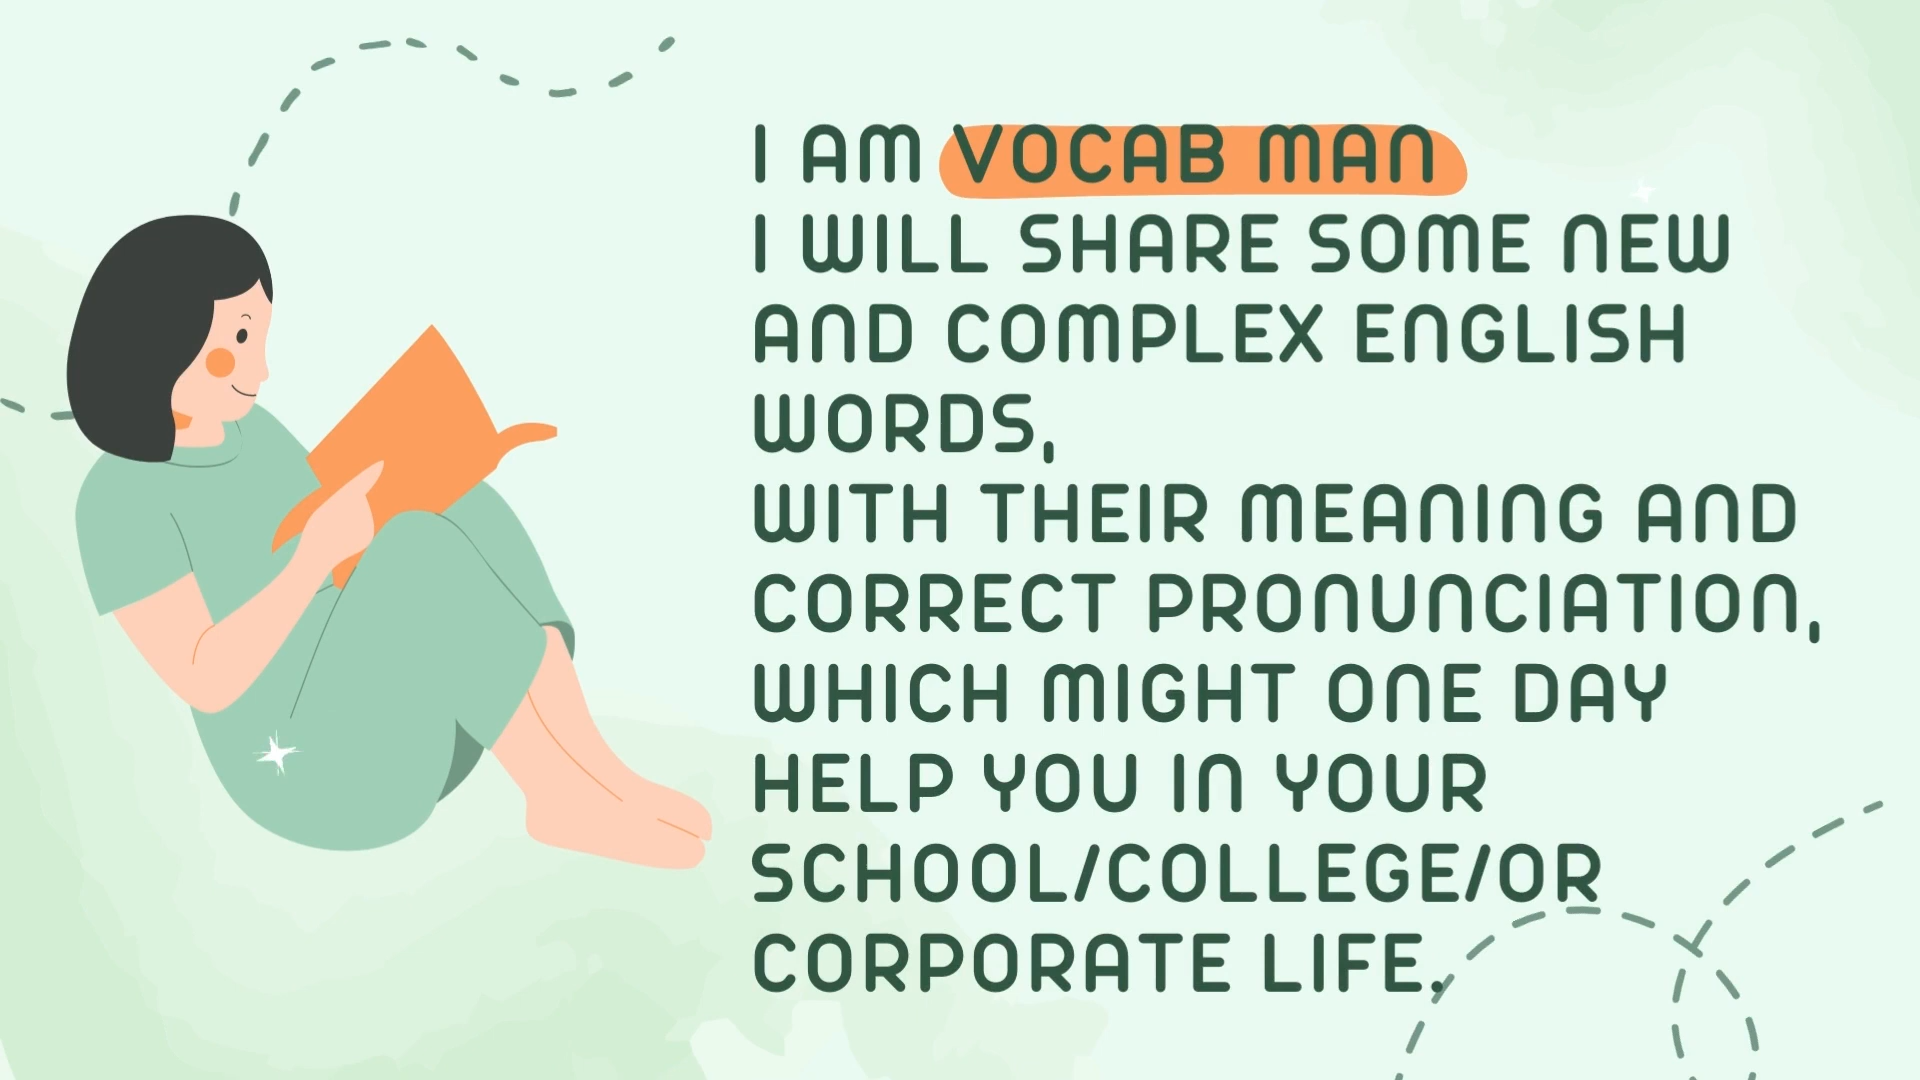 I AM VOCAB MAN
I WILL SHARE SOME NEW
AND COMPLEX ENGLISH
WORDS,
WITH THEIR MEANING AND
CORRECT PRONUNCIATION,
WHICH MIGHT ONE DAY
HELP YOU IN YOUR
SCHOOL/COLLEGE/OR
CORPORATE LIFE.